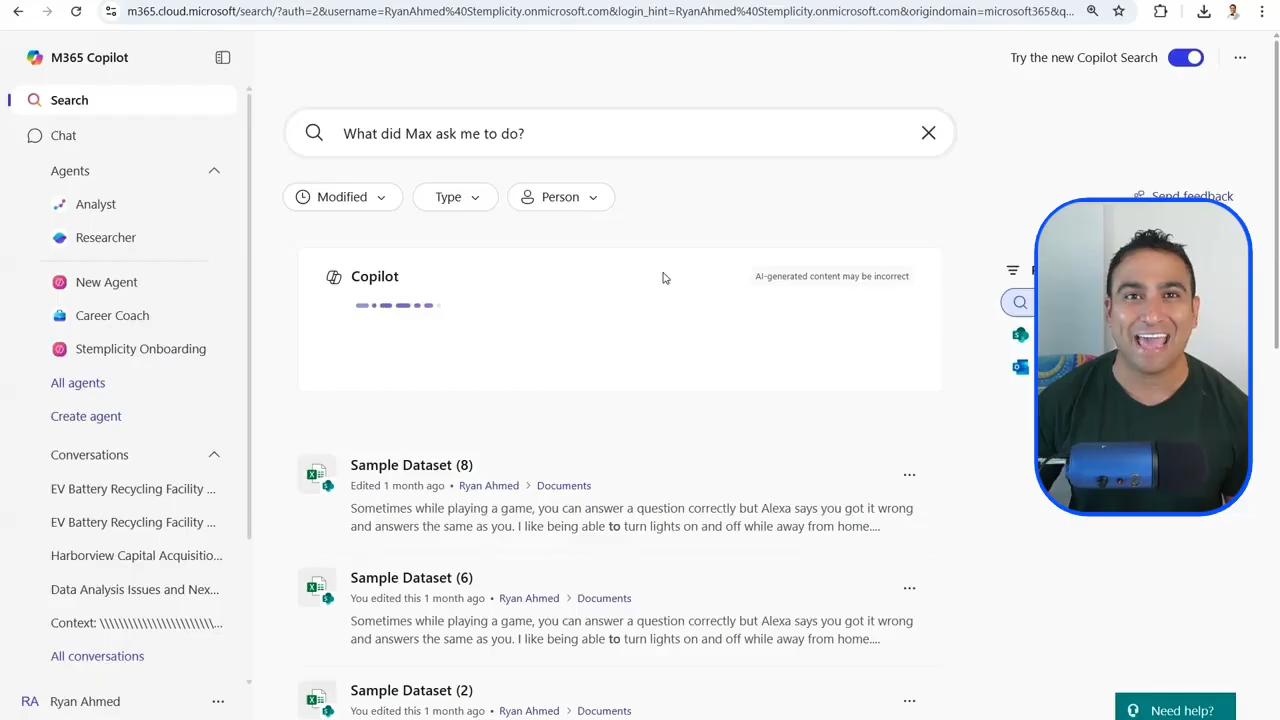 m365.cloud.microsoft/search/?auth=2&username=RyanAhmed%40Stemplicity.onmicrosoft.com&login_hint=RyanAhmed%40Stemplicity.onmicrosoft.com&origindomain=microsoft365&q...
M365 Copilot
Try the new Copilot Search
Search
Chat
Agents
Analyst
Researcher
New Agent
Career Coach
Stemplicity Onboarding
All agents
Create agent
Conversations
EV Battery Recycling Facility ...
EV Battery Recycling Facility ...
Harborview Capital Acquisitio...
Data Analysis Issues and Nex...
Context: \\\\\\\\\\\\\\\\\\\\\\\\...
All conversations
RA Ryan Ahmed
What did Max ask me to do?
Modified
Type
Person
Send feedback
Copilot
AI-generated content may be incorrect
Sample Dataset (8)
Edited 1 month ago • Ryan Ahmed > Documents
Sometimes while playing a game, you can answer a question correctly but Alexa says you got it wrong
and answers the same as you. I like being able to turn lights on and off while away from home....
Sample Dataset (6)
You edited this 1 month ago • Ryan Ahmed > Documents
Sometimes while playing a game, you can answer a question correctly but Alexa says you got it wrong
and answers the same as you. I like being able to turn lights on and off while away from home....
Sample Dataset (2)
You edited this 1 month ago • Ryan Ahmed > Documents
Need help?